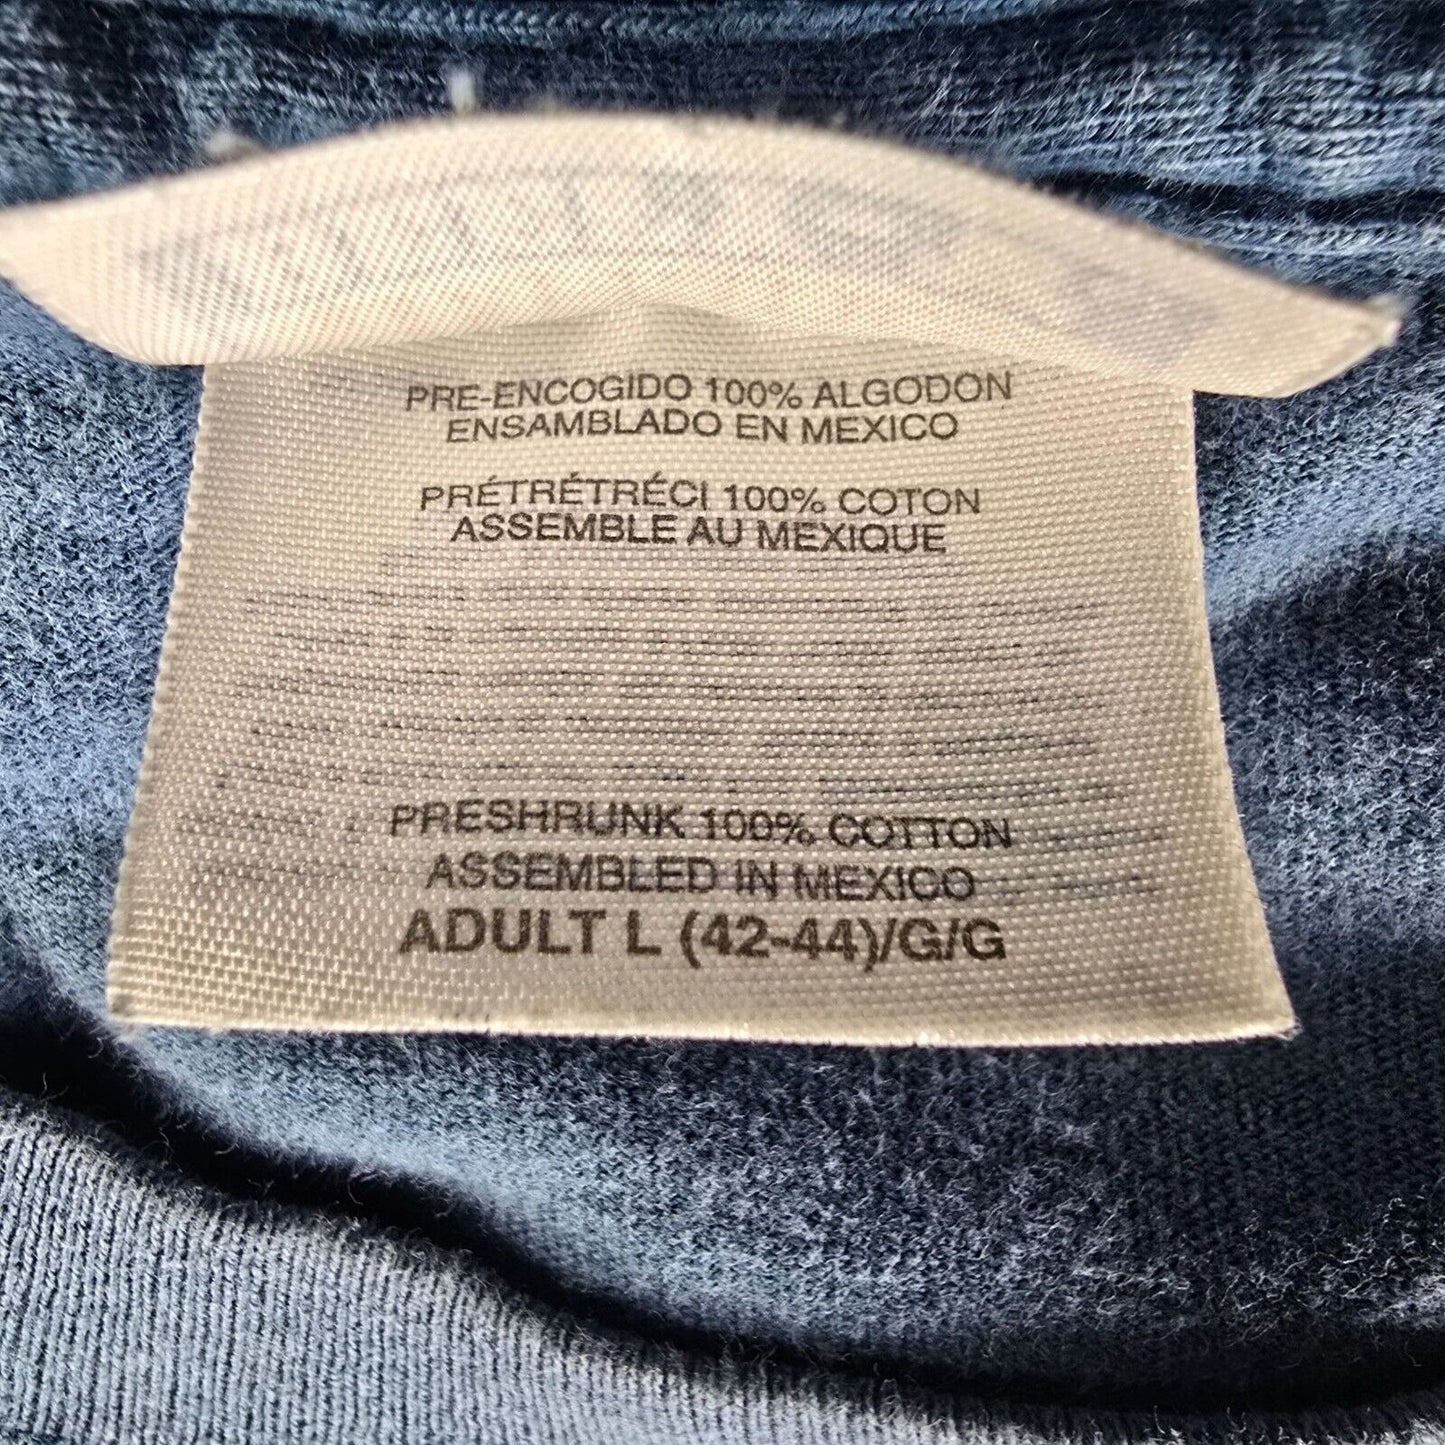 PRE-ENCOGIDO 100% ALGODON
ENSAMBLADO EN MEXICO
PRÉTRÉTRÉCI 100% COTON
ASSEMBLE AU MEXIQUE
PRESHRUNK 100% COTTON
ASSEMBLED IN MEXICO
ADULT L (42-44)/G/G